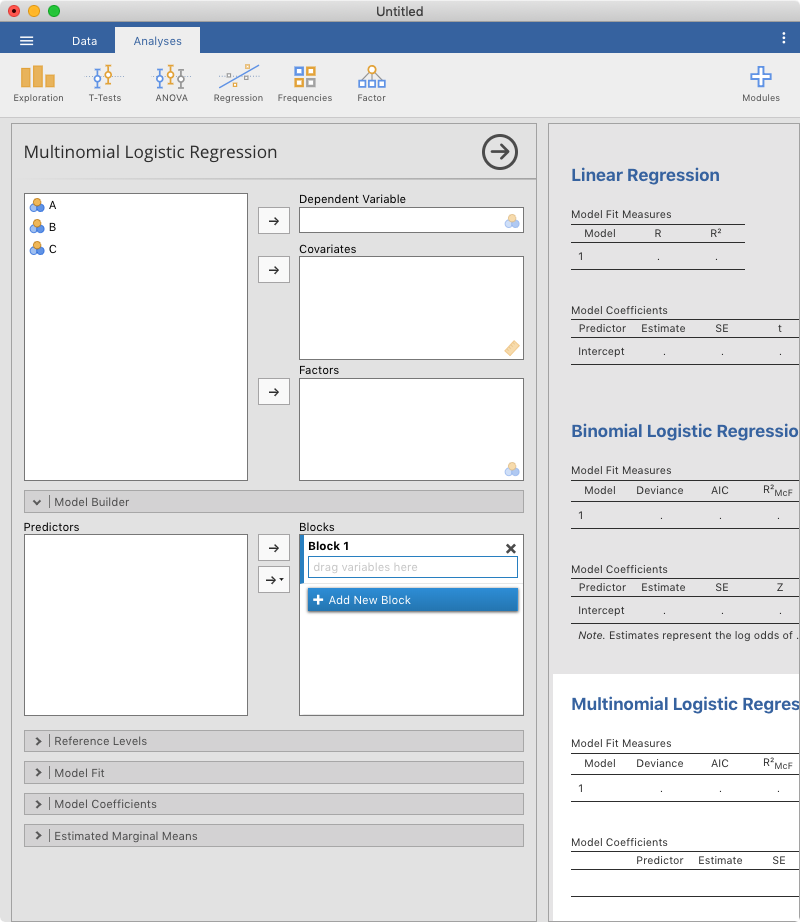 Untitled
Data
Analyses
Exploration
T-Tests
ANOVA
Regression
Frequencies
Factor
Modules
Multinomial Logistic Regression
A
B
C
Dependent Variable
Covariates
Factors
Model Builder
Predictors
Blocks
Block 1
drag variables here
Add New Block
Reference Levels
Model Fit
Model Coefficients
Estimated Marginal Means
Linear Regression
Model Fit Measures
Model R R²
1 . .
Model Coefficients
Predictor Estimate SE t
Intercept . . .
Binomial Logistic Regressio
Model Fit Measures
Model Deviance AIC R²McF
1 . . .
Model Coefficients
Predictor Estimate SE Z
Intercept . . .
Note. Estimates represent the log odds of .
Multinomial Logistic Regres
Model Fit Measures
Model Deviance AIC R²McF
1 . . .
Model Coefficients
Predictor Estimate SE